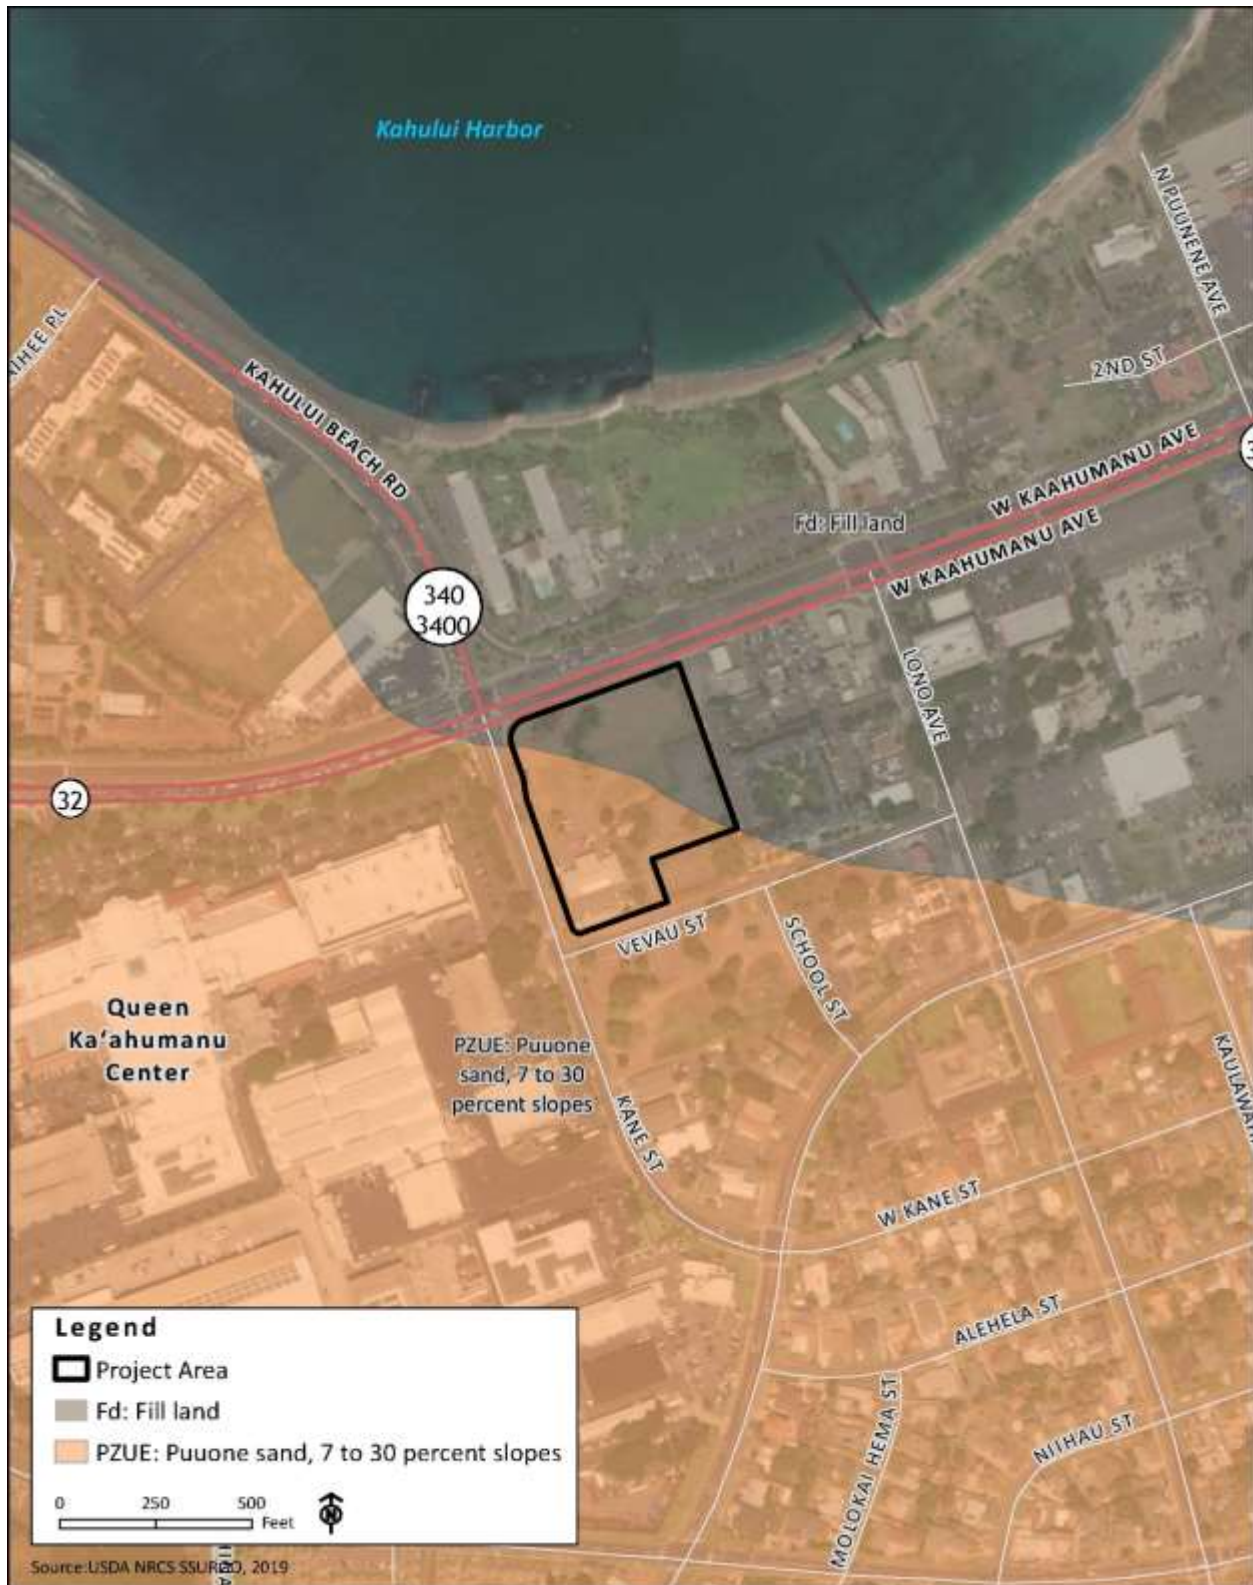 Kahului Harbor
N PUUNENE AVE
2ND ST
KAHULUI BEACH RD
W KAAHUMANU AVE
Fd: Fill land
W KAAHUMANU AVE
340
3400
LONO AVE
32
VEVAU ST
SCHOOL ST
Queen
Ka‘ahumanu
Center
PZUE: Puuone
sand, 7 to 30
percent slopes
KANE ST
W KANE ST
ALEHELA ST
MOLOKAI HEMA ST
NIIHAU ST
Legend
Project Area
Fd: Fill land
PZUE: Puuone sand, 7 to 30 percent slopes
0 250 500
Feet
N
Source:USDA NRCS SSURGO, 2019